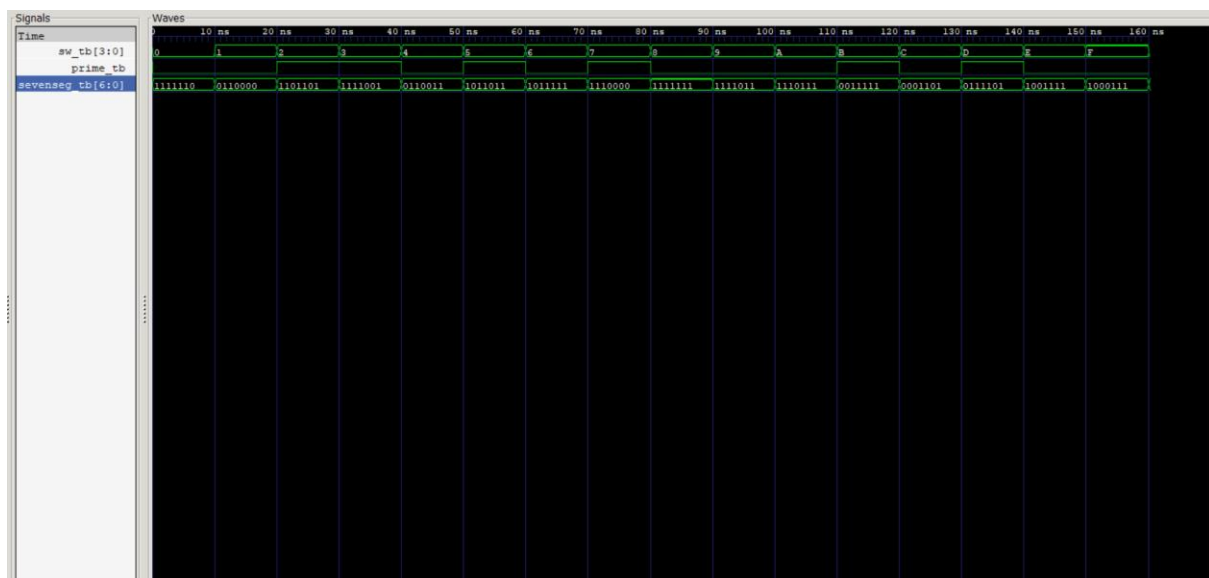 Signals
Waves
Time
10 ns 20 ns 30 ns 40 ns 50 ns 60 ns 70 ns 80 ns 90 ns 100 ns 110 ns 120 ns 130 ns 140 ns 150 ns 160 ns
sw_tb[3:0] 0 1 2 3 4 5 6 7 8 9 A B C D E F
prime_tb
sevenseg_tb[6:0] 1111110 0110000 1101101 1111001 0110011 1011011 1011111 1110000 1111111 1111011 1110111 0011111 0001101 0111101 1001111 1000111